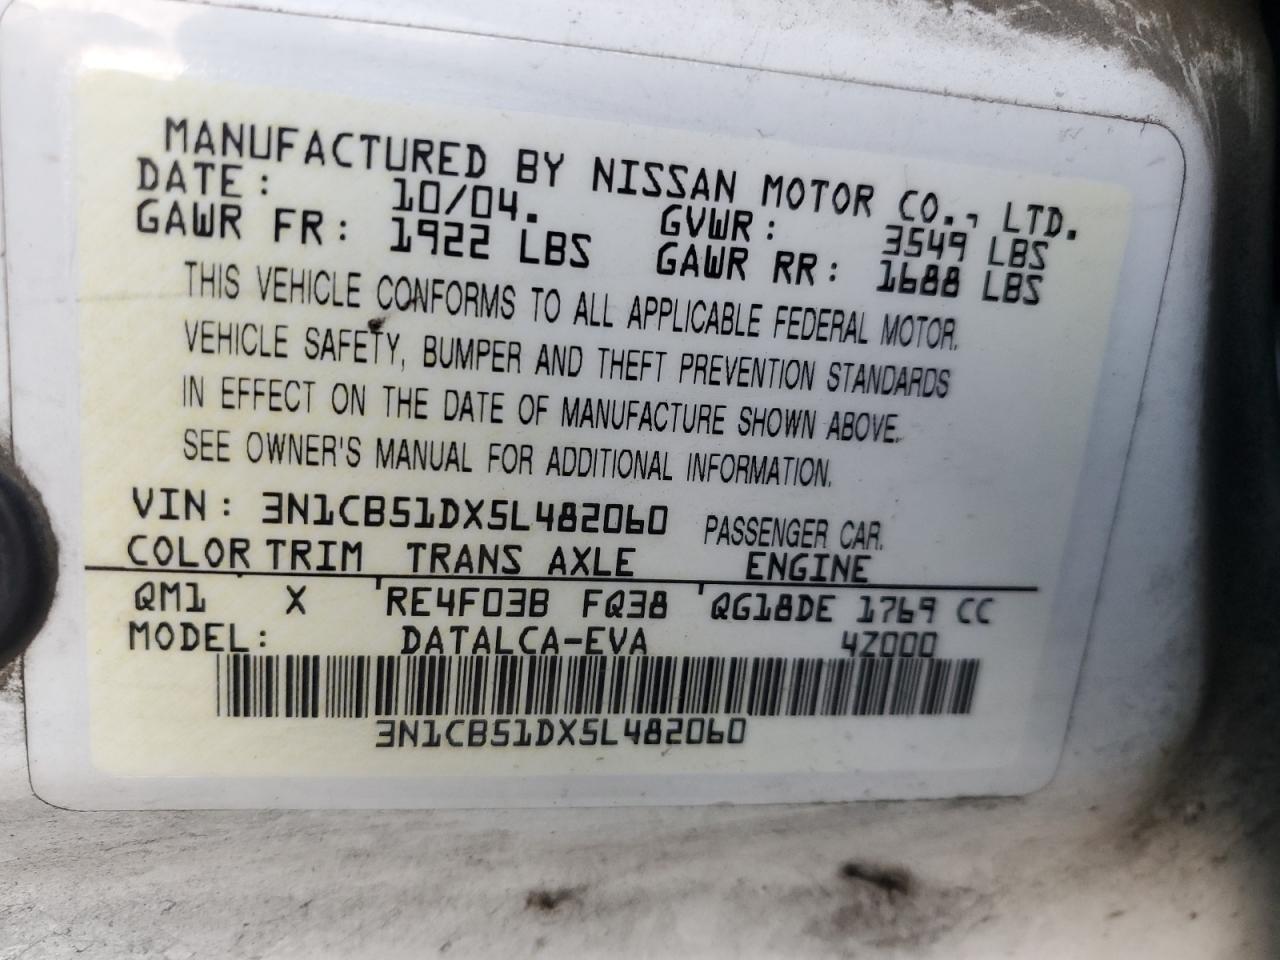 MANUFACTURED BY NISSAN MOTOR CO., LTD.
DATE: 10/04. GVWR: 3549 LBS
GAWR FR: 1922 LBS GAWR RR: 1688 LBS
THIS VEHICLE CONFORMS TO ALL APPLICABLE FEDERAL MOTOR.
VEHICLE SAFETY, BUMPER AND THEFT PREVENTION STANDARDS
IN EFFECT ON THE DATE OF MANUFACTURE SHOWN ABOVE.
SEE OWNER'S MANUAL FOR ADDITIONAL INFORMATION.
VIN: 3N1CB51DX5L482060 PASSENGER CAR.
COLOR TRIM TRANS AXLE ENGINE
QM1 X RE4F03B FQ38 QG18DE 1769 CC
MODEL: DATALCA-EVA 4Z000
3N1CB51DX5L482060